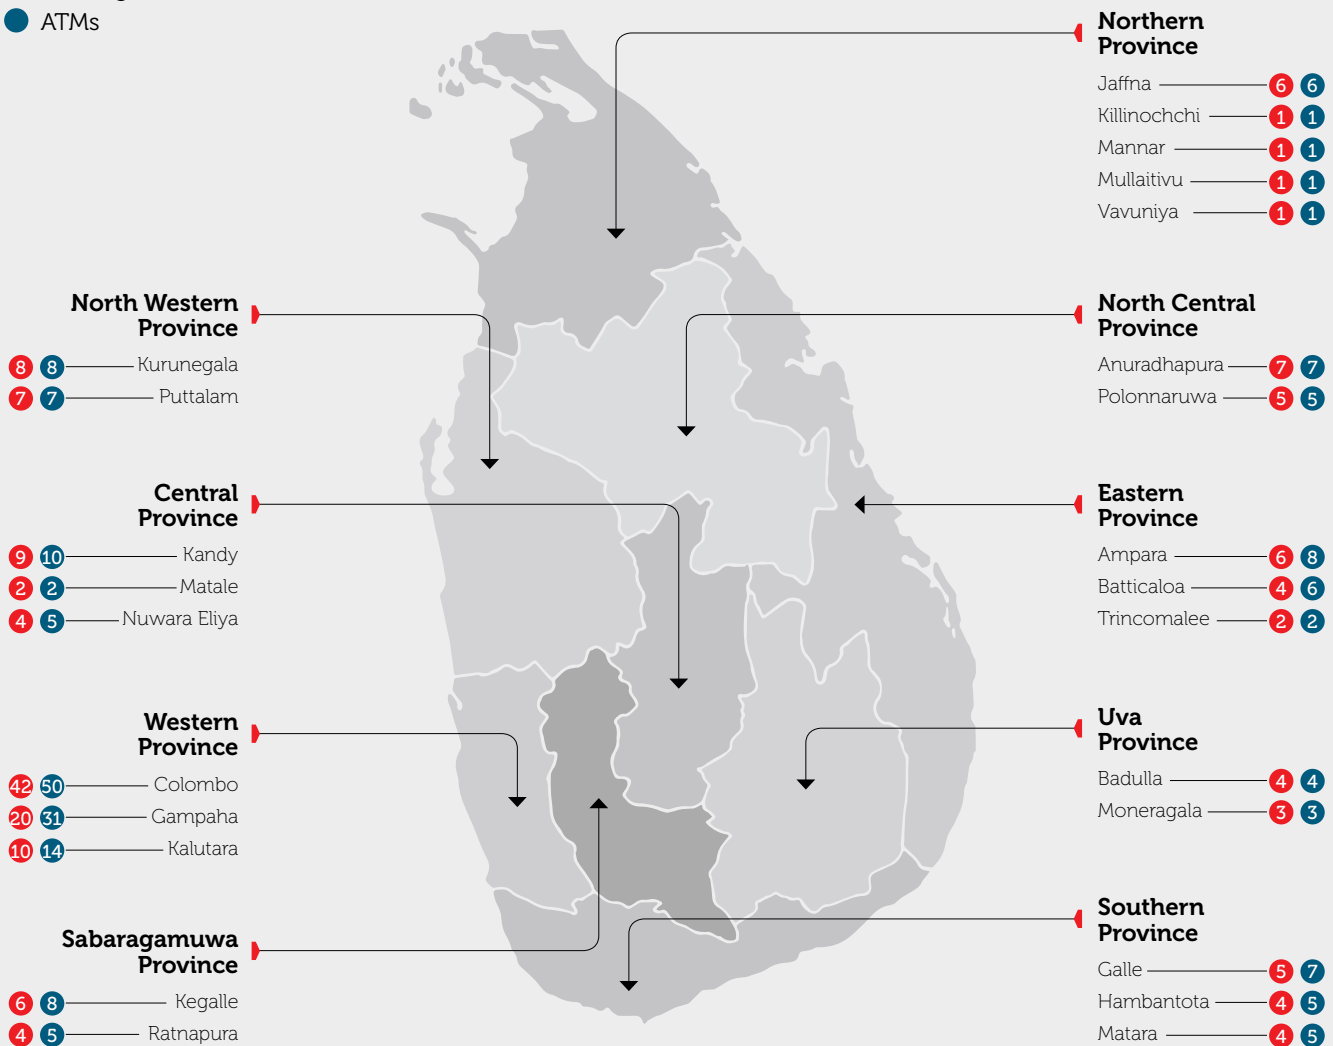 ATMs
Northern
Province
Jaffna 6 6
Killinochchi 1 1
Mannar 1 1
Mullaitivu 1 1
Vavuniya 1 1
North Western
Province
8 8 Kurunegala
7 7 Puttalam
North Central
Province
Anuradhapura 7 7
Polonnaruwa 5 5
Central
Province
9 10 Kandy
2 2 Matale
4 5 Nuwara Eliya
Eastern
Province
Ampara 6 8
Batticaloa 4 6
Trincomalee 2 2
Western
Province
42 50 Colombo
20 31 Gampaha
10 14 Kalutara
Uva
Province
Badulla 4 4
Moneragala 3 3
Sabaragamuwa
Province
6 8 Kegalle
4 5 Ratnapura
Southern
Province
Galle 5 7
Hambantota 4 5
Matara 4 5